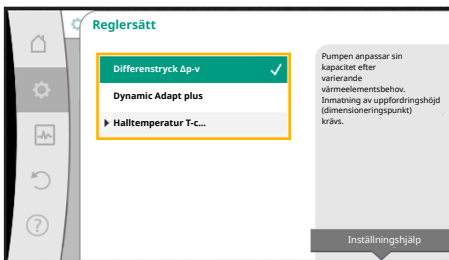 Reglersätt
Differenstryck Δp-v
Dynamic Adapt plus
Halltemperatur T-c...
Pumpen anpassar sin
kapacitet efter
varierande
värmeelementsbehov.
Inmatning av uppfordringshöjd
(dimensioneringspunkt)
krävs.
Inställningshjälp